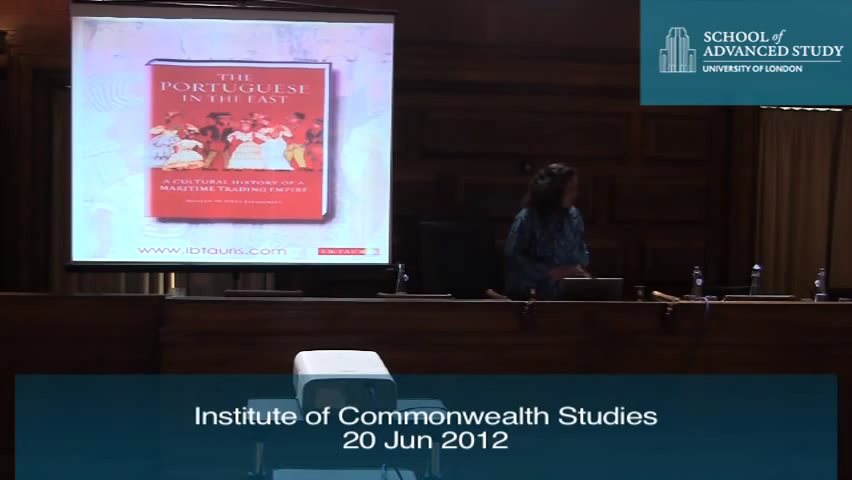 THE
PORTUGUESE
IN THE EAST
A CULTURAL HISTORY OF A
MARITIME TRADING EMPIRE
www.ibtauris.com
SCHOOL of
ADVANCED STUDY
UNIVERSITY OF LONDON
Institute of Commonwealth Studies
20 Jun 2012